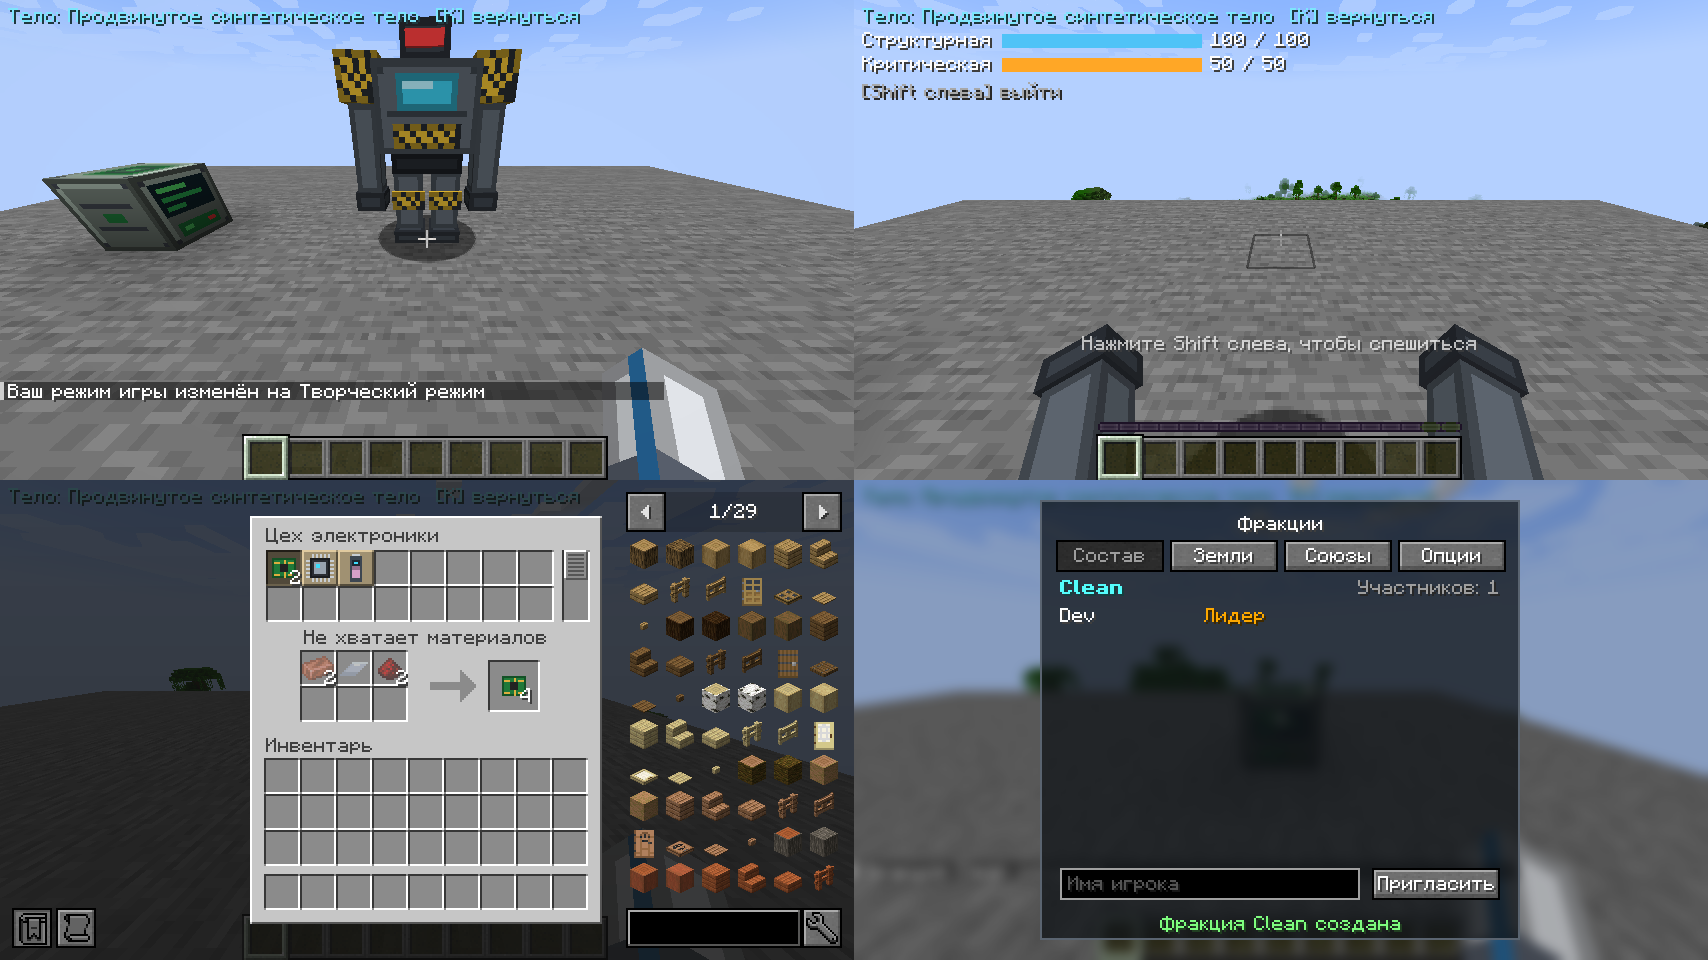 Тело: Продвинутое синтетическое тело [K] вернуться
Ваш режим игры изменён на Творческий режим
Тело: Продвинутое синтетическое тело [K] вернуться
Структурная 100 / 100
Критическая 50 / 50
[Shift слева] выйти
Нажмите Shift слева, чтобы спешиться
Тело: Продвинутое синтетическое тело [K] вернуться
1/29
Цех электроники
2
Не хватает материалов
2 2 4
Инвентарь
Фракции
Состав Земли Союзы Опции
Clean Участников: 1
Dev Лидер
Имя игрока Пригласить
Фракция Clean создана